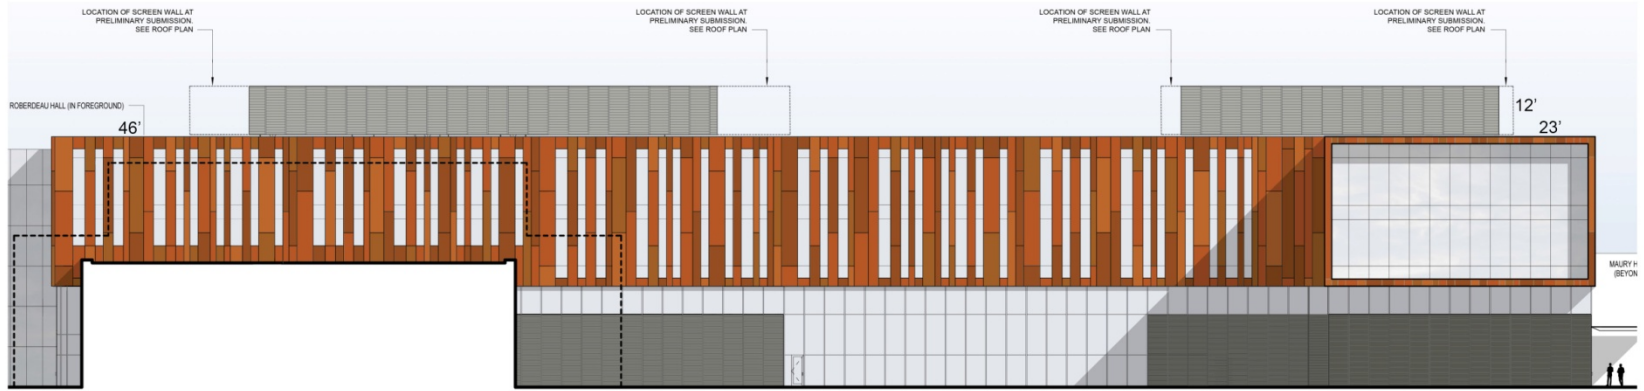 LOCATION OF SCREEN WALL AT
PRELIMINARY SUBMISSION.
SEE ROOF PLAN
LOCATION OF SCREEN WALL AT
PRELIMINARY SUBMISSION.
SEE ROOF PLAN
LOCATION OF SCREEN WALL AT
PRELIMINARY SUBMISSION.
SEE ROOF PLAN
LOCATION OF SCREEN WALL AT
PRELIMINARY SUBMISSION.
SEE ROOF PLAN
ROBERDEAU HALL (IN FOREGROUND)
46'
12'
23'
MAURY H
(BEYON